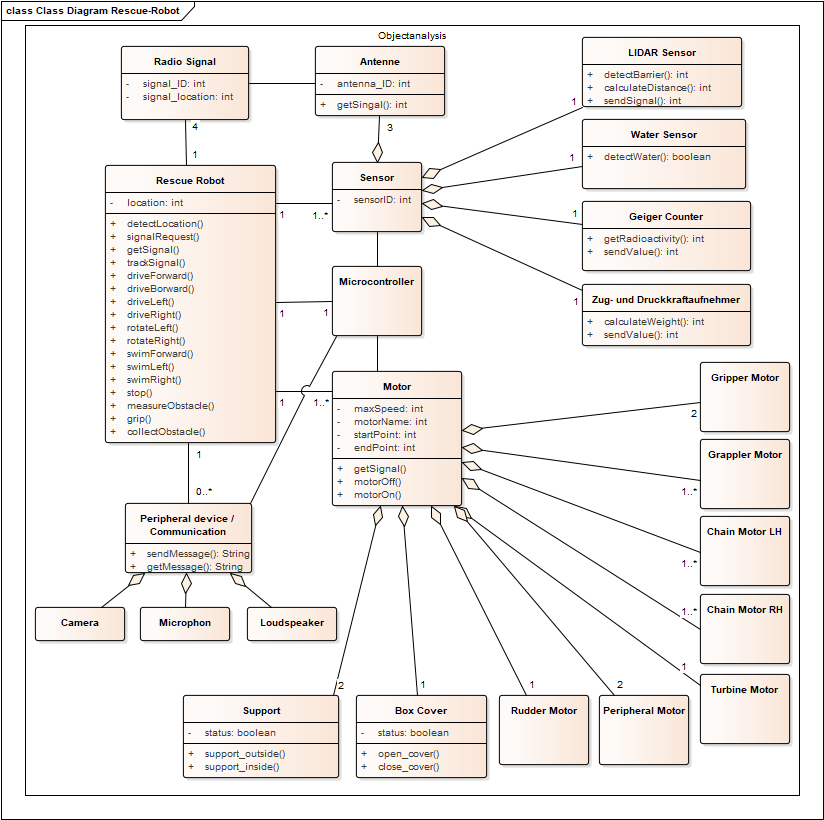 class Class Diagram Rescue-Robot
Objectanalysis
Radio Signal
- signal_ID: int
- signal_location: int
Antenne
- antenna_ID: int
+ getSingal(): int
LIDAR Sensor
+ detectBarrier(): int
+ calculateDistance(): int
+ sendSignal(): int
4
1
3
1
Water Sensor
+ detectWater(): boolean
1
Rescue Robot
- location: int
+ detectLocation()
+ signalRequest()
+ getSignal()
+ trackSignal()
+ driveForward()
+ driveBorward()
+ driveLeft()
+ driveRight()
+ rotateLeft()
+ rotateRight()
+ swimForward()
+ swimLeft()
+ swimRight()
+ stop()
+ measureObstacle()
+ grip()
+ collectObstacle()
Sensor
- sensorID: int
1
1..*
Geiger Counter
+ getRadioactivity(): int
+ sendValue(): int
1
Microcontroller
1
1
Zug- und Druckkraftaufnehmer
+ calculateWeight(): int
+ sendValue(): int
1
Motor
- maxSpeed: int
- motorName: int
- startPoint: int
- endPoint: int
+ getSignal()
+ motorOff()
+ motorOn()
1
1..*
Gripper Motor
2
Grappler Motor
1..*
Chain Motor LH
1..*
Chain Motor RH
1..*
Turbine Motor
1
1
0..*
Peripheral device /
Communication
+ sendMessage(): String
+ getMessage(): String
Camera
Microphon
Loudspeaker
2
1
1
2
Support
- status: boolean
+ support_outside()
+ support_inside()
Box Cover
- status: boolean
+ open_cover()
+ close_cover()
Rudder Motor
Peripheral Motor